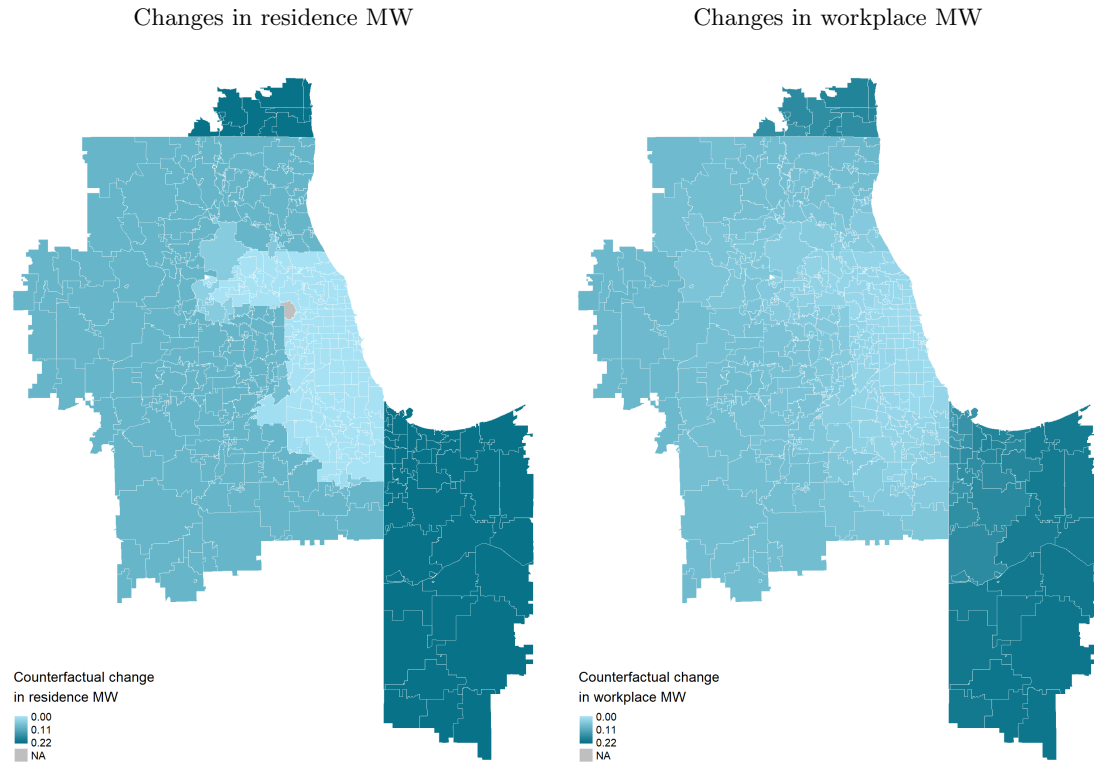 Changes in residence MW
Changes in workplace MW
Counterfactual change
in residence MW
0.00
0.11
0.22
NA
Counterfactual change
in workplace MW
0.00
0.11
0.22
NA